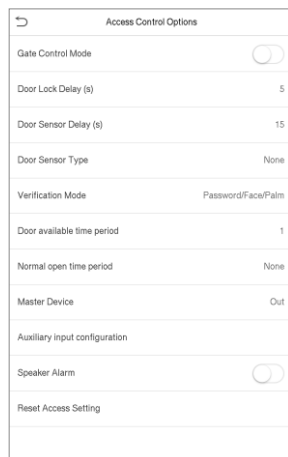 Access Control Options
Gate Control Mode
Door Lock Delay (s) 5
Door Sensor Delay (s) 15
Door Sensor Type None
Verification Mode Password/Face/Palm
Door available time period 1
Normal open time period None
Master Device Out
Auxiliary input configuration
Speaker Alarm
Reset Access Setting